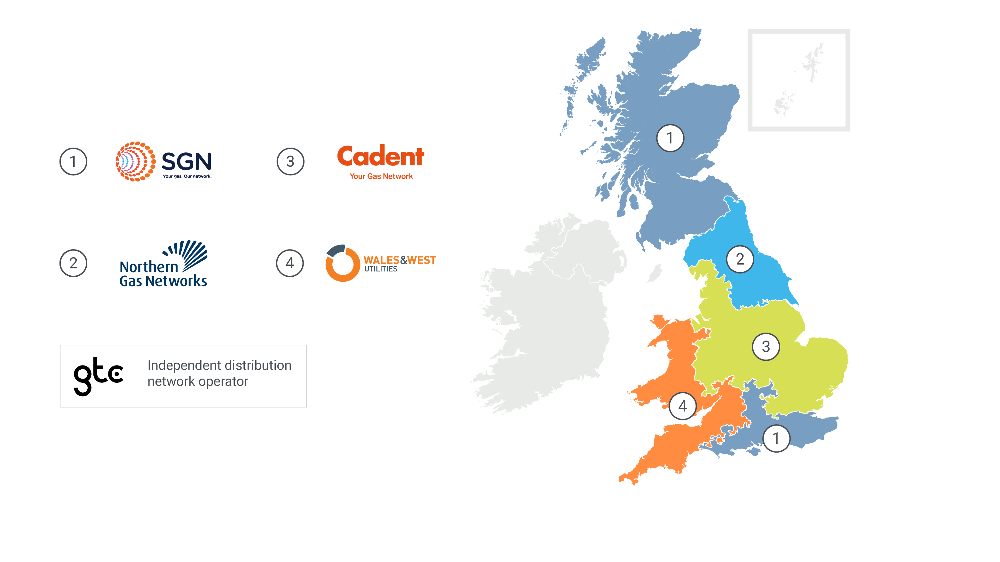 1
SGN
Your gas. Our network.
3
Cadent
Your Gas Network
2
Northern
Gas Networks
4
WALES&WEST
UTILITIES
gtc
Independent distribution
network operator
1
2
3
4
1